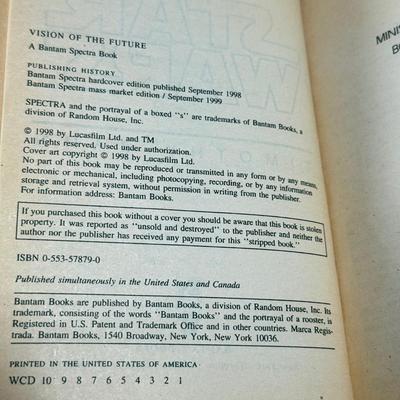 VISION OF THE FUTURE
A Bantam Spectra Book
PUBLISHING HISTORY
Bantam Spectra hardcover edition published September 1998
Bantam Spectra mass market edition / September 1999
SPECTRA and the portrayal of a boxed "s" are trademarks of Bantam Books, a
division of Random House, Inc.
© 1998 by Lucasfilm Ltd. and TM
All rights reserved. Used under authorization.
Cover art copyright © 1998 by Lucasfilm Ltd.
No part of this book may be reproduced or transmitted in any form or by any means,
electronic or mechanical, including photocopying, recording, or by any information
storage and retrieval system, without permission in writing from the publisher.
For information address: Bantam Books.
If you purchased this book without a cover you should be aware that this book is stolen
property. It was reported as "unsold and destroyed" to the publisher and neither the
author nor the publisher has received any payment for this "stripped book."
ISBN 0-553-57879-0
Published simultaneously in the United States and Canada
Bantam Books are published by Bantam Books, a division of Random House, Inc. Its
trademark, consisting of the words "Bantam Books" and the portrayal of a rooster, is
Registered in U.S. Patent and Trademark Office and in other countries. Marca Regis-
trada. Bantam Books, 1540 Broadway, New York, New York 10036.
PRINTED IN THE UNITED STATES OF AMERICA
WCD 10 9 8 7 6 5 4 3 2 1
MINIS